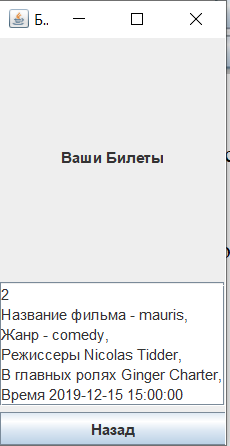 Б..
Ваши Билеты
2
Название фильма - mauris,
Жанр - comedy,
Режиссеры Nicolas Tidder,
В главных ролях Ginger Charter,
Время 2019-12-15 15:00:00
Назад